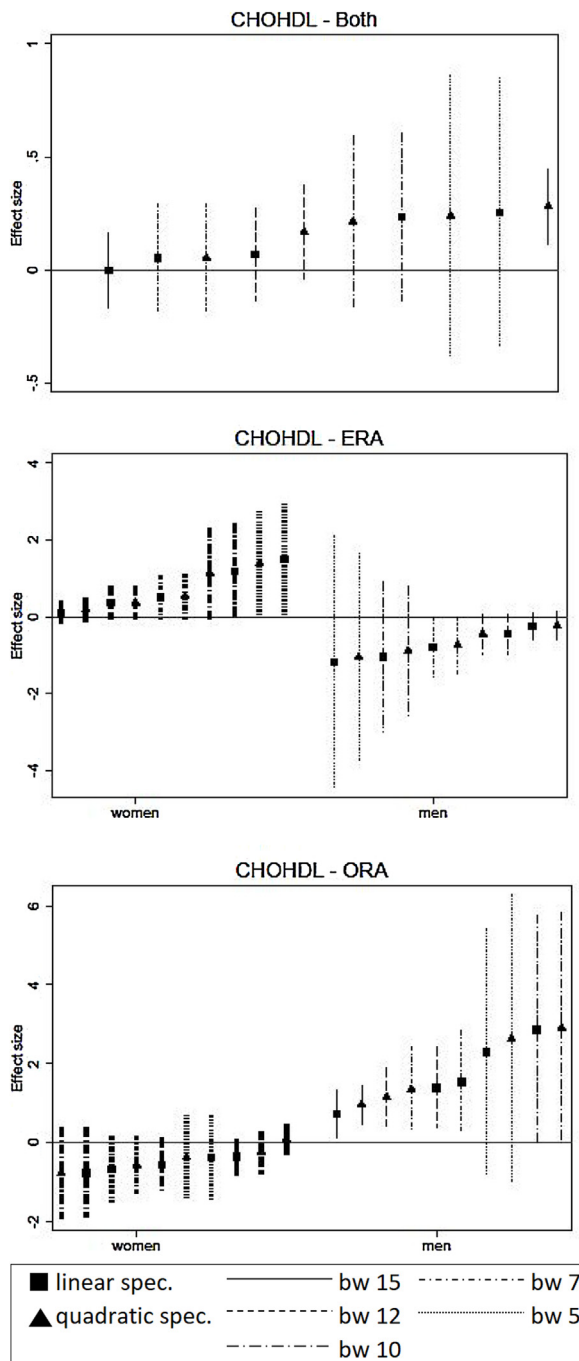 CHOHDL - Both
1
.5
0
-.5
Effect size
CHOHDL - ERA
4
2
0
-2
-4
Effect size
women men
CHOHDL - ORA
6
4
2
0
-2
Effect size
women men
linear spec. bw 15 bw 7
quadratic spec. bw 12 bw 5
bw 10